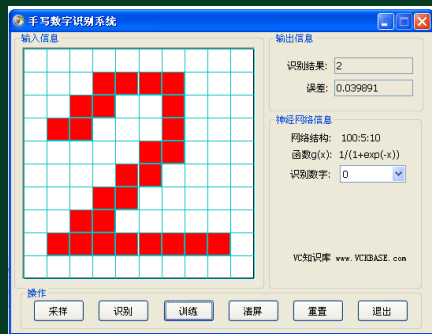 手写数字识别系统
输入信息
输出信息
识别结果: 2
误差: 0.039891
神经网络信息
网络结构: 100:5:10
函数g(x): 1/(1+exp(-x))
识别数字: 0
VC知识库 www.VCKBASE.com
操作
采样 识别 训练 清屏 重置 退出